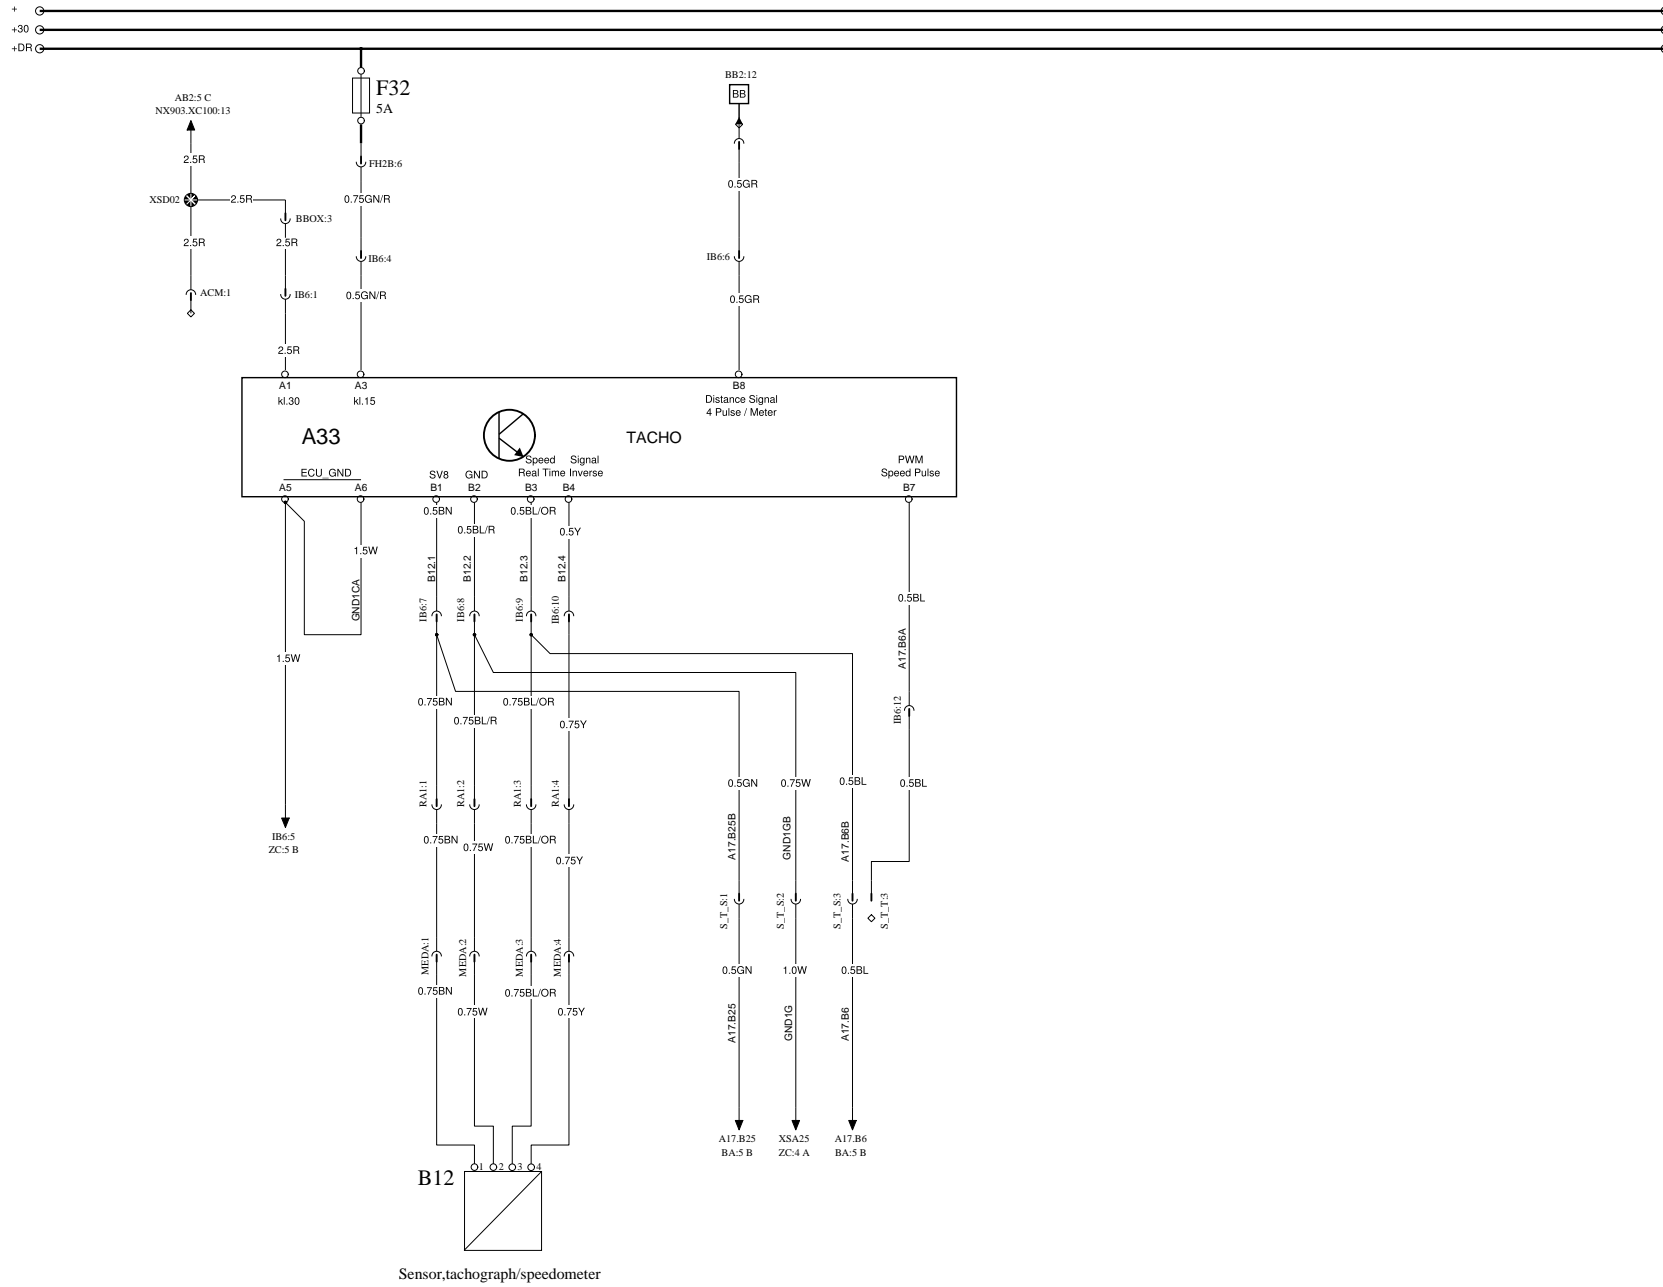 +
+30
+DR
F32
5A
BB2:12
BB
AB2:5 C
NX903.XC100:13
2.5R
FH2B:6
0.5GR
XSD02
2.5R
0.75GN/R
BBOX:3
2.5R
2.5R
IB6:4
IB6:6
ACM:1
IB6:1
0.5GN/R
0.5GR
2.5R
A1
A3
B8
kl.30
kl.15
Distance Signal
4 Pulse / Meter
A33
TACHO
Speed Signal
Real Time Inverse
PWM
Speed Pulse
ECU_GND
SV8
GND
A5
A6
B1
B2
B3
B4
B7
0.5BN
0.5BL/R
0.5BL/OR
0.5Y
1.5W
GND1CA
B12.1
B12.2
B12.3
B12.4
0.5BL
IB6:7
IB6:8
IB6:9
IB6:10
A17.B6A
1.5W
0.75BN
0.75BL/R
0.75BL/OR
0.75Y
IB6:12
RA1:1
RA1:2
RA1:3
RA1:4
0.5GN
0.75W
0.5BL
0.5BL
IB6:5
ZC:5 B
0.75BN
0.75W
0.75BL/OR
0.75Y
A17.B25B
GND1GB
A17.B6B
S_T_S:1
S_T_S:2
S_T_S:3
S_T_T:3
MEDA:1
MEDA:2
MEDA:3
MEDA:4
0.5GN
1.0W
0.5BL
0.75BN
0.75W
0.75BL/OR
0.75Y
A17.B25
GND1G
A17.B6
A17.B25
BA:5 B
XSA25
ZC:4 A
A17.B6
BA:5 B
B12
1
2
3
4
Sensor,tachograph/speedometer